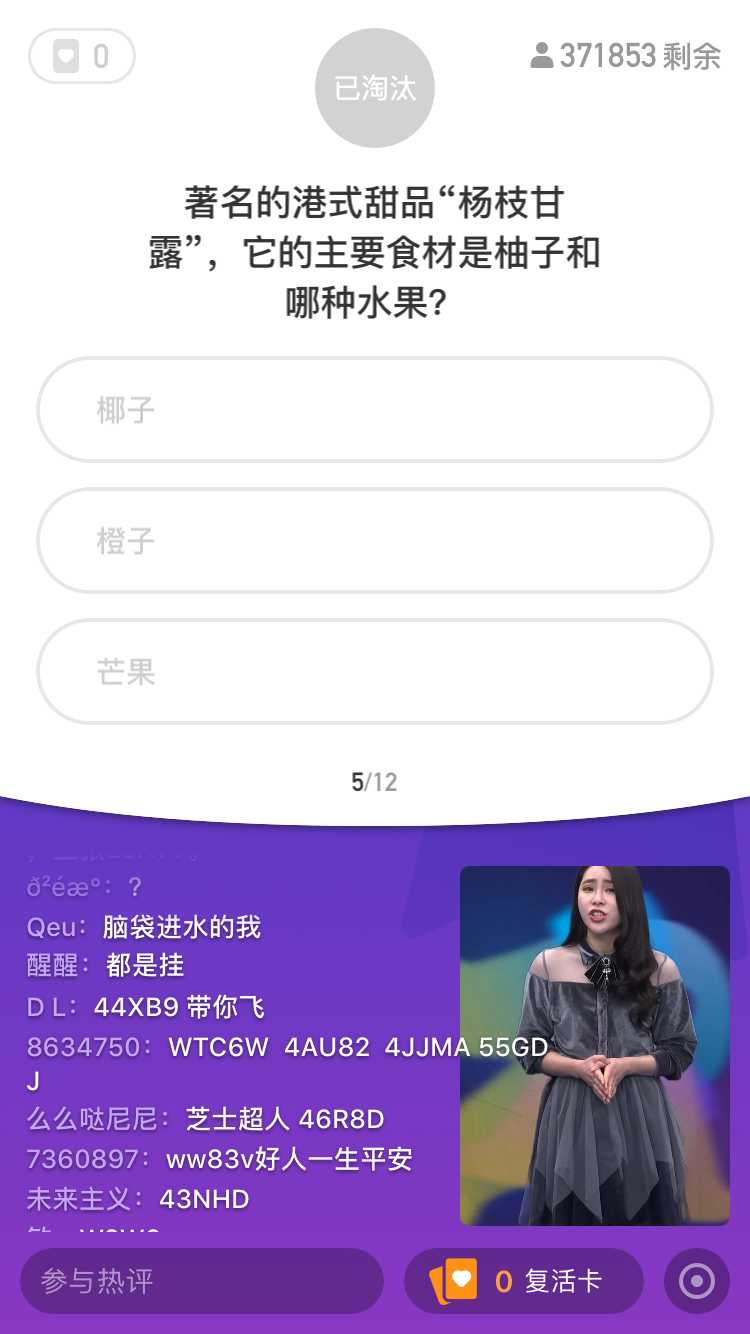 0
已淘汰
371853 剩余
著名的港式甜品“杨枝甘
露”，它的主要食材是柚子和
哪种水果?
椰子
橙子
芒果
5/12
ð²éæº： ?
Qeu： 脑袋进水的我
醒醒： 都是挂
D L： 44XB9 带你飞
8634750： WTC6W 4AU82 4JJMA 55GD
J
么么哒尼尼： 芝士超人 46R8D
7360897： ww83v好人一生平安
未来主义： 43NHD
参与热评
0 复活卡